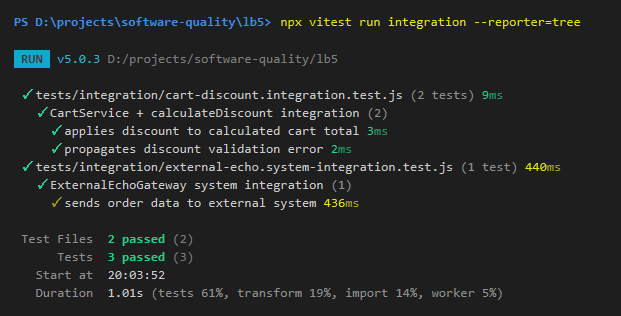 PS D:\projects\software-quality\lb5> npx vitest run integration --reporter=tree
RUN v5.0.3 D:/projects/software-quality/lb5
✓tests/integration/cart-discount.integration.test.js (2 tests) 9ms
✓CartService + calculateDiscount integration (2)
✓applies discount to calculated cart total 3ms
✓propagates discount validation error 2ms
✓tests/integration/external-echo.system-integration.test.js (1 test) 440ms
✓ExternalEchoGateway system integration (1)
✓sends order data to external system 436ms
Test Files 2 passed (2)
Tests 3 passed (3)
Start at 20:03:52
Duration 1.01s (tests 61%, transform 19%, import 14%, worker 5%)